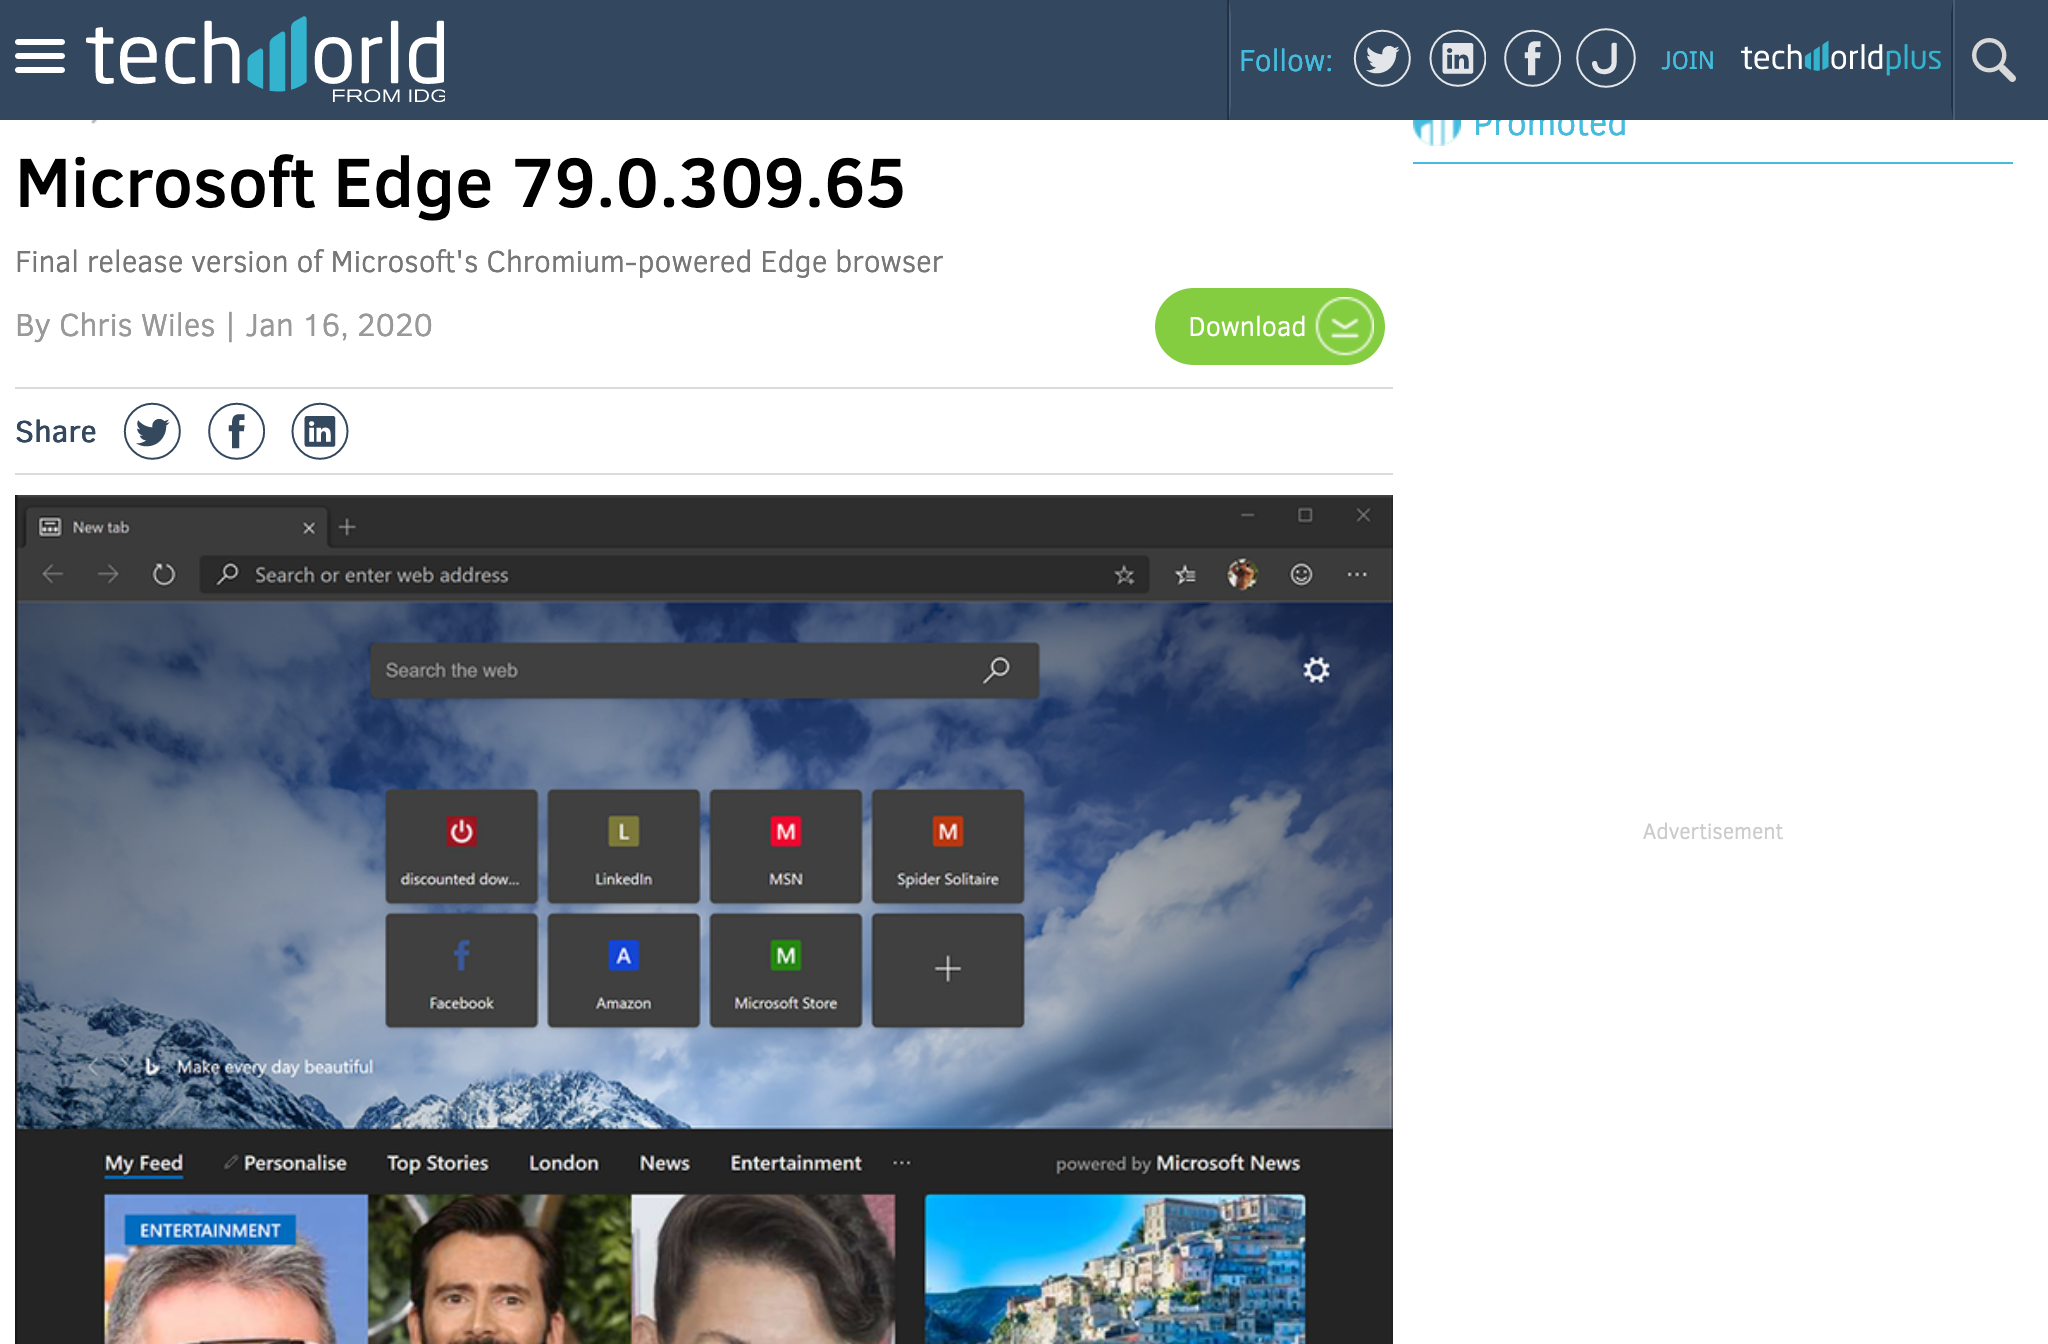 techworld
FROM IDG
Follow:
JOIN
techworldplus
Promoted
Microsoft Edge 79.0.309.65
Final release version of Microsoft's Chromium-powered Edge browser
By Chris Wiles | Jan 16, 2020
Download
Share
New tab
Search or enter web address
Search the web
L
M
M
discounted dow...
LinkedIn
MSN
Spider Solitaire
A
M
Facebook
Amazon
Microsoft Store
Make every day beautiful
My Feed
Personalise
Top Stories
London
News
Entertainment
...
powered by Microsoft News
ENTERTAINMENT
Advertisement